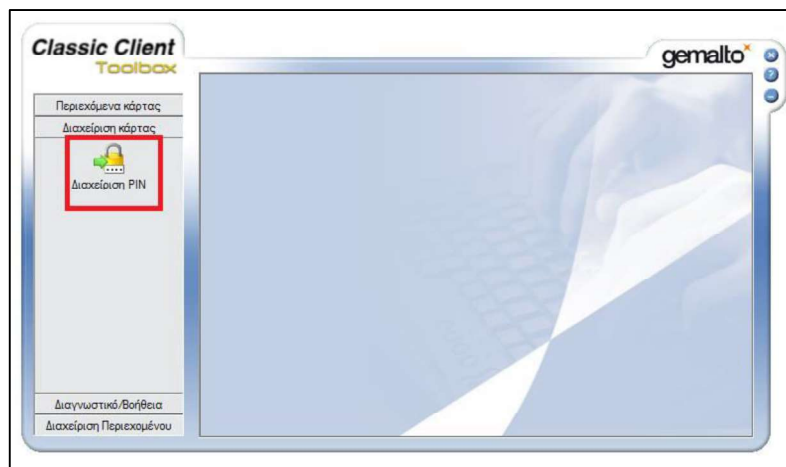 Classic Client
Toolbox
gemalto
Περιεχόμενα κάρτας
Διαχείριση κάρτας
Διαχείριση PIN
Διαγνωστικό/Βοήθεια
Διαχείριση Περιεχομένου